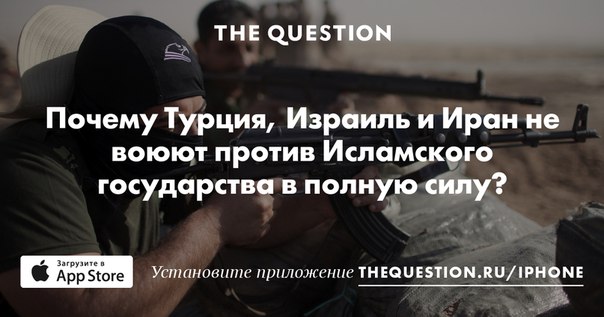 THE QUESTION
Почему Турция, Израиль и Иран не
воюют против Исламского
государства в полную силу?
Загрузите в
App Store
Установите приложение THEQUESTION.RU/IPHONE